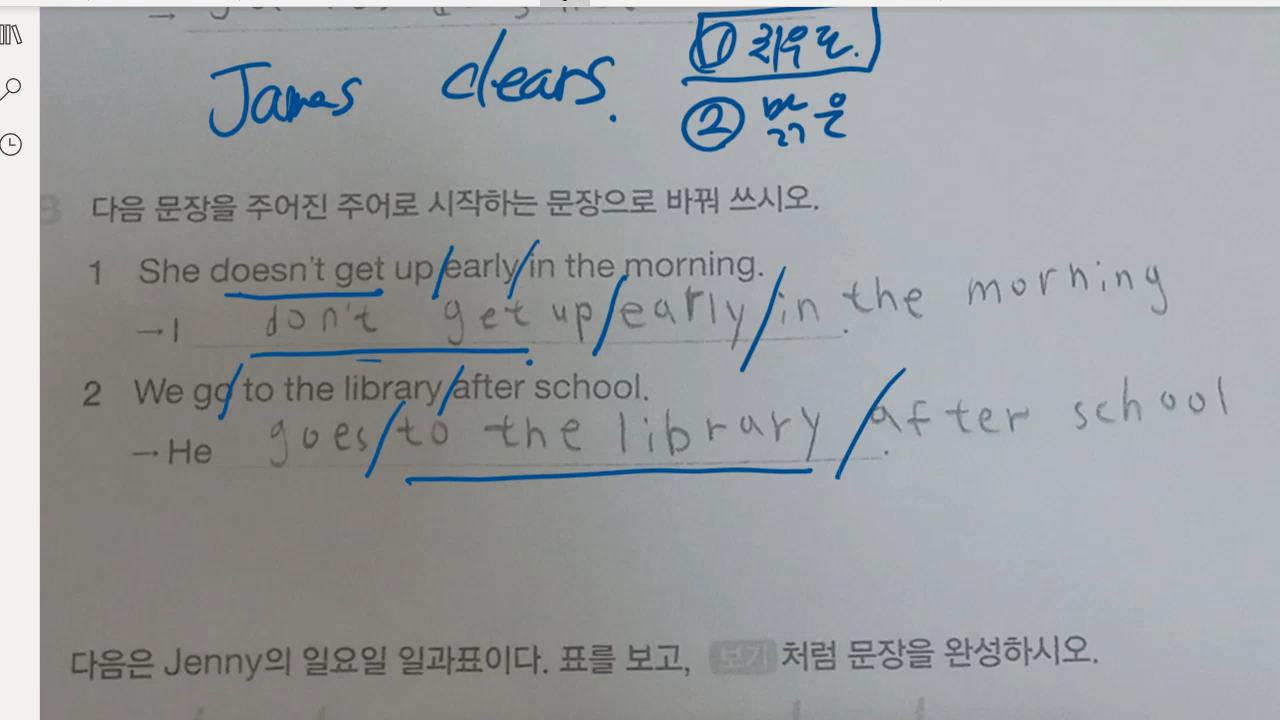 James clears. ① 치우다.
② 맑은
B 다음 문장을 주어진 주어로 시작하는 문장으로 바꿔 쓰시오.
1 She doesn't get up/early/in the morning.
→ I don't get up/early/in the morning.
2 We go/to the library/after school.
→ He goes/to the library/after school.
다음은 Jenny의 일요일 일과표이다. 표를 보고, 보기 처럼 문장을 완성하시오.